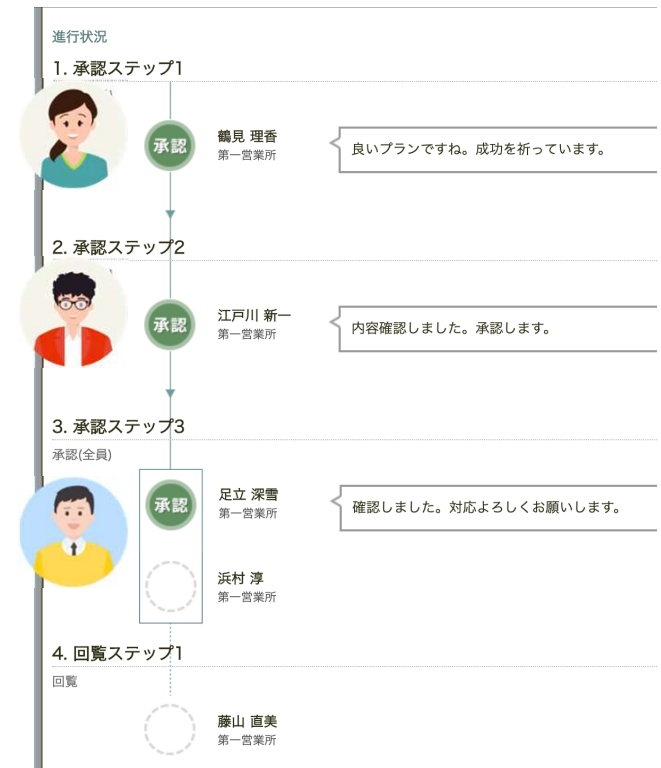 進行状況
1. 承認ステップ1
承認
鶴見 理香
第一営業所
良いプランですね。成功を祈っています。
2. 承認ステップ2
承認
江戸川 新一
第一営業所
内容確認しました。承認します。
3. 承認ステップ3
承認(全員)
承認
足立 深雪
第一営業所
確認しました。対応よろしくお願いします。
浜村 淳
第一営業所
4. 回覧ステップ1
回覧
藤山 直美
第一営業所